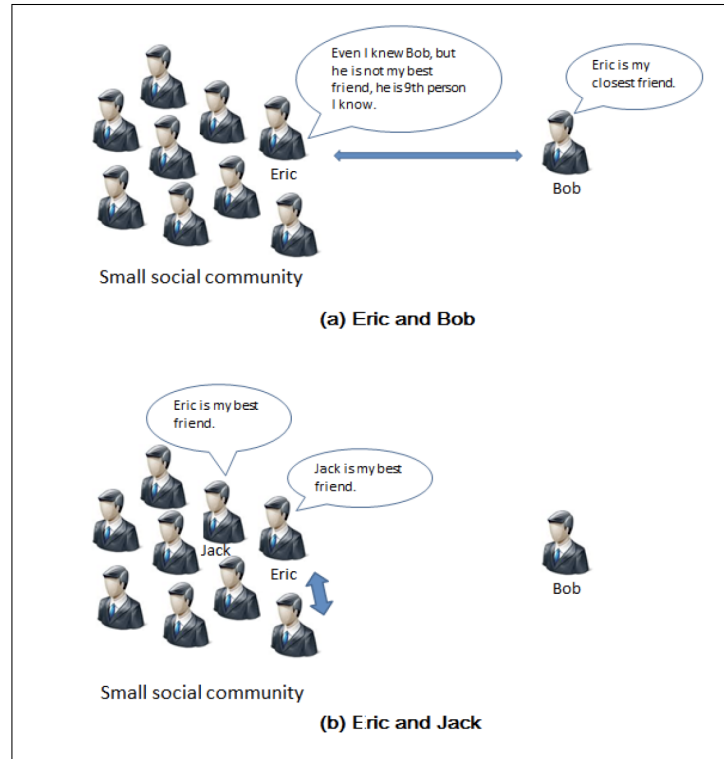 Even I knew Bob, but
he is not my best
friend, he is 9th person
I know.
Eric is my
closest friend.
Eric
Bob
Small social community
(a) Eric and Bob
Eric is my best
friend.
Jack is my best
friend.
Jack
Eric
Bob
Small social community
(b) Eric and Jack